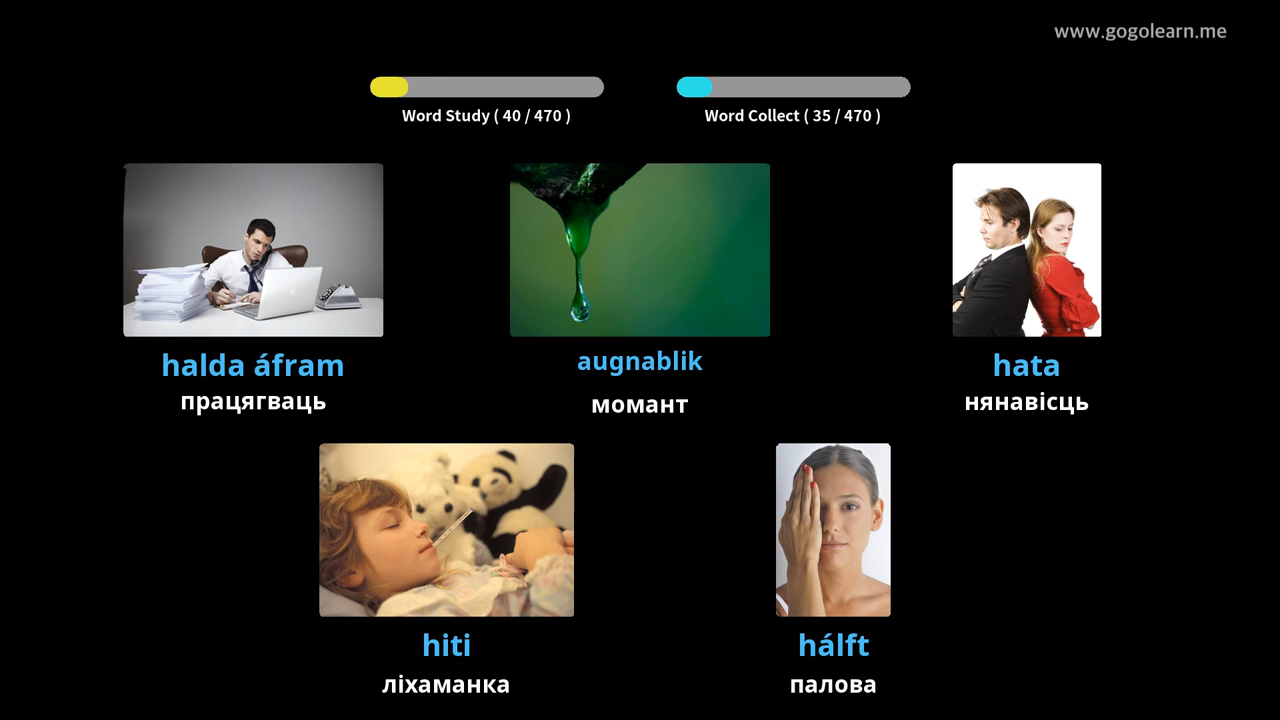 www.gogolearn.me
Word Study ( 40 / 470 )
Word Collect ( 35 / 470 )
halda áfram
працягваць
augnablik
момант
hata
нянавісць
hiti
ліхаманка
hálft
палова